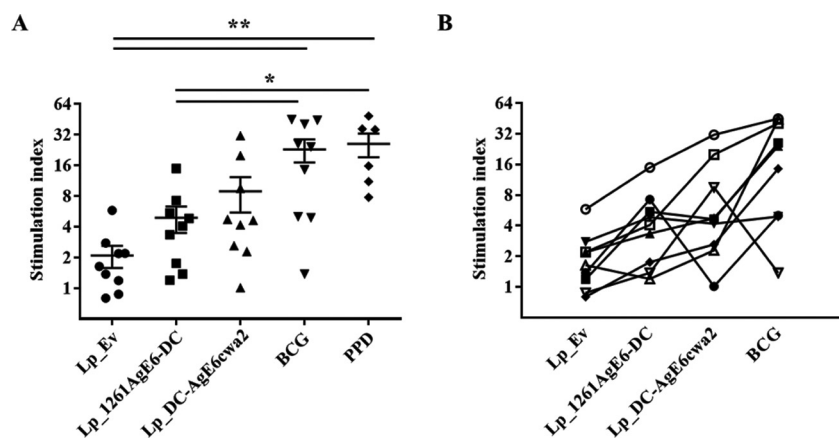 A
**
*
Stimulation index
64
32
16
8
4
2
1
Lp_Ev
Lp_1261AgE6-DC
Lp_DC-AgE6cwa2
BCG
PPD
B
Stimulation index
64
32
16
8
4
2
1
Lp_Ev
Lp_1261AgE6-DC
Lp_DC-AgE6cwa2
BCG